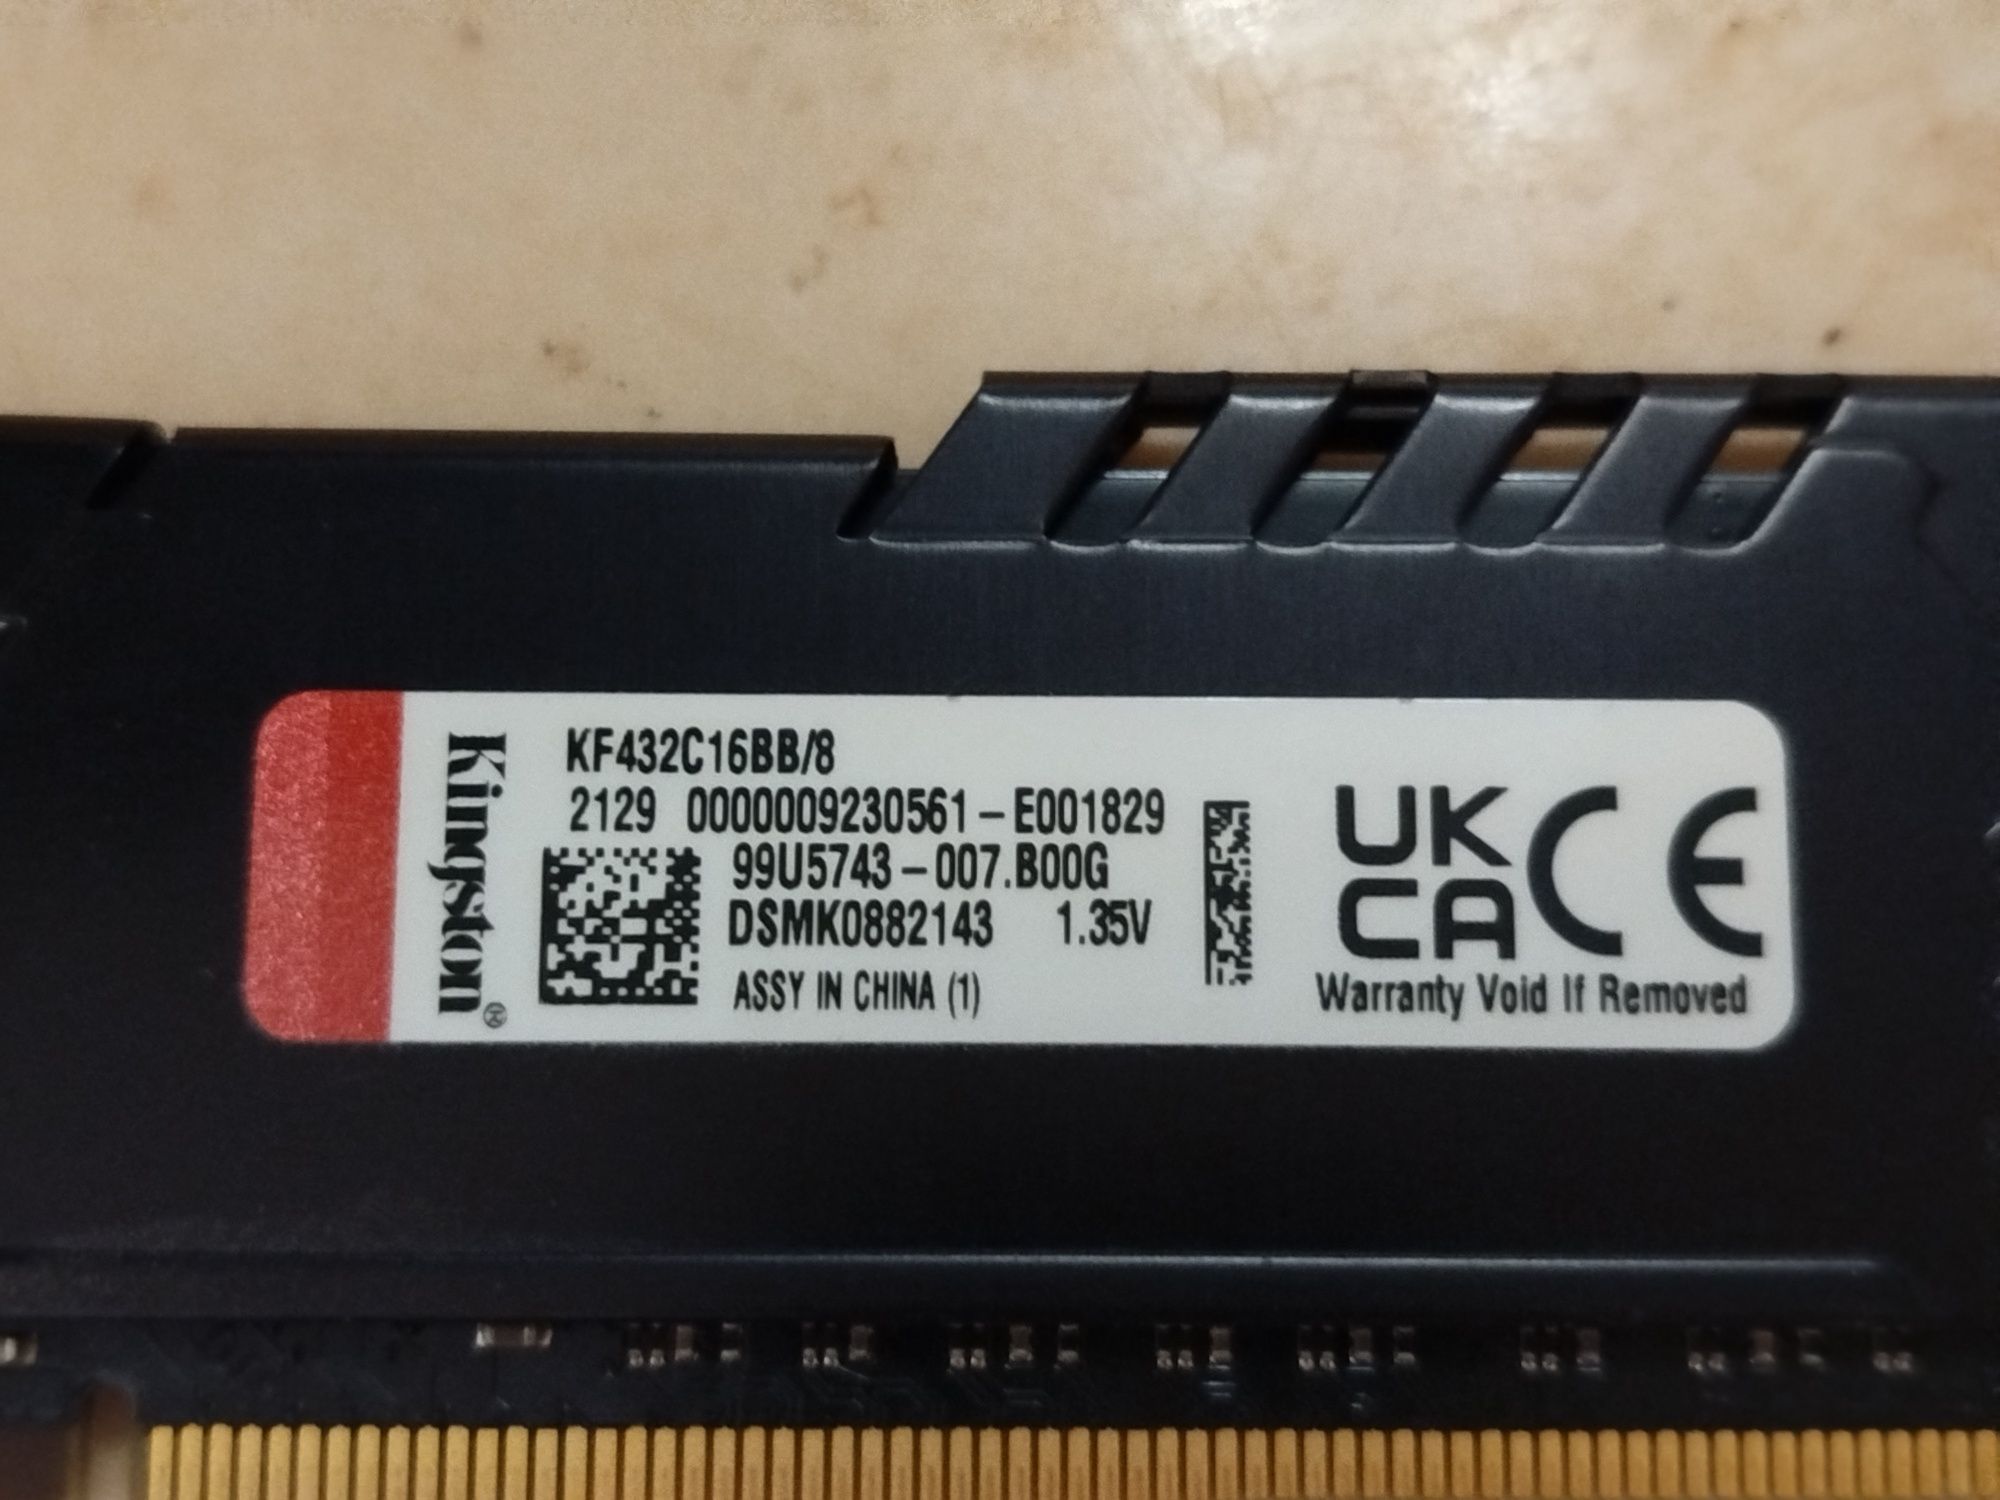 Kingston®
KF432C16BB/8
2129 0000009230561-E001829
99U5743-007.B00G
DSMK0882143 1.35V
ASSY IN CHINA (1)
UK
CA
CE
Warranty Void If Removed